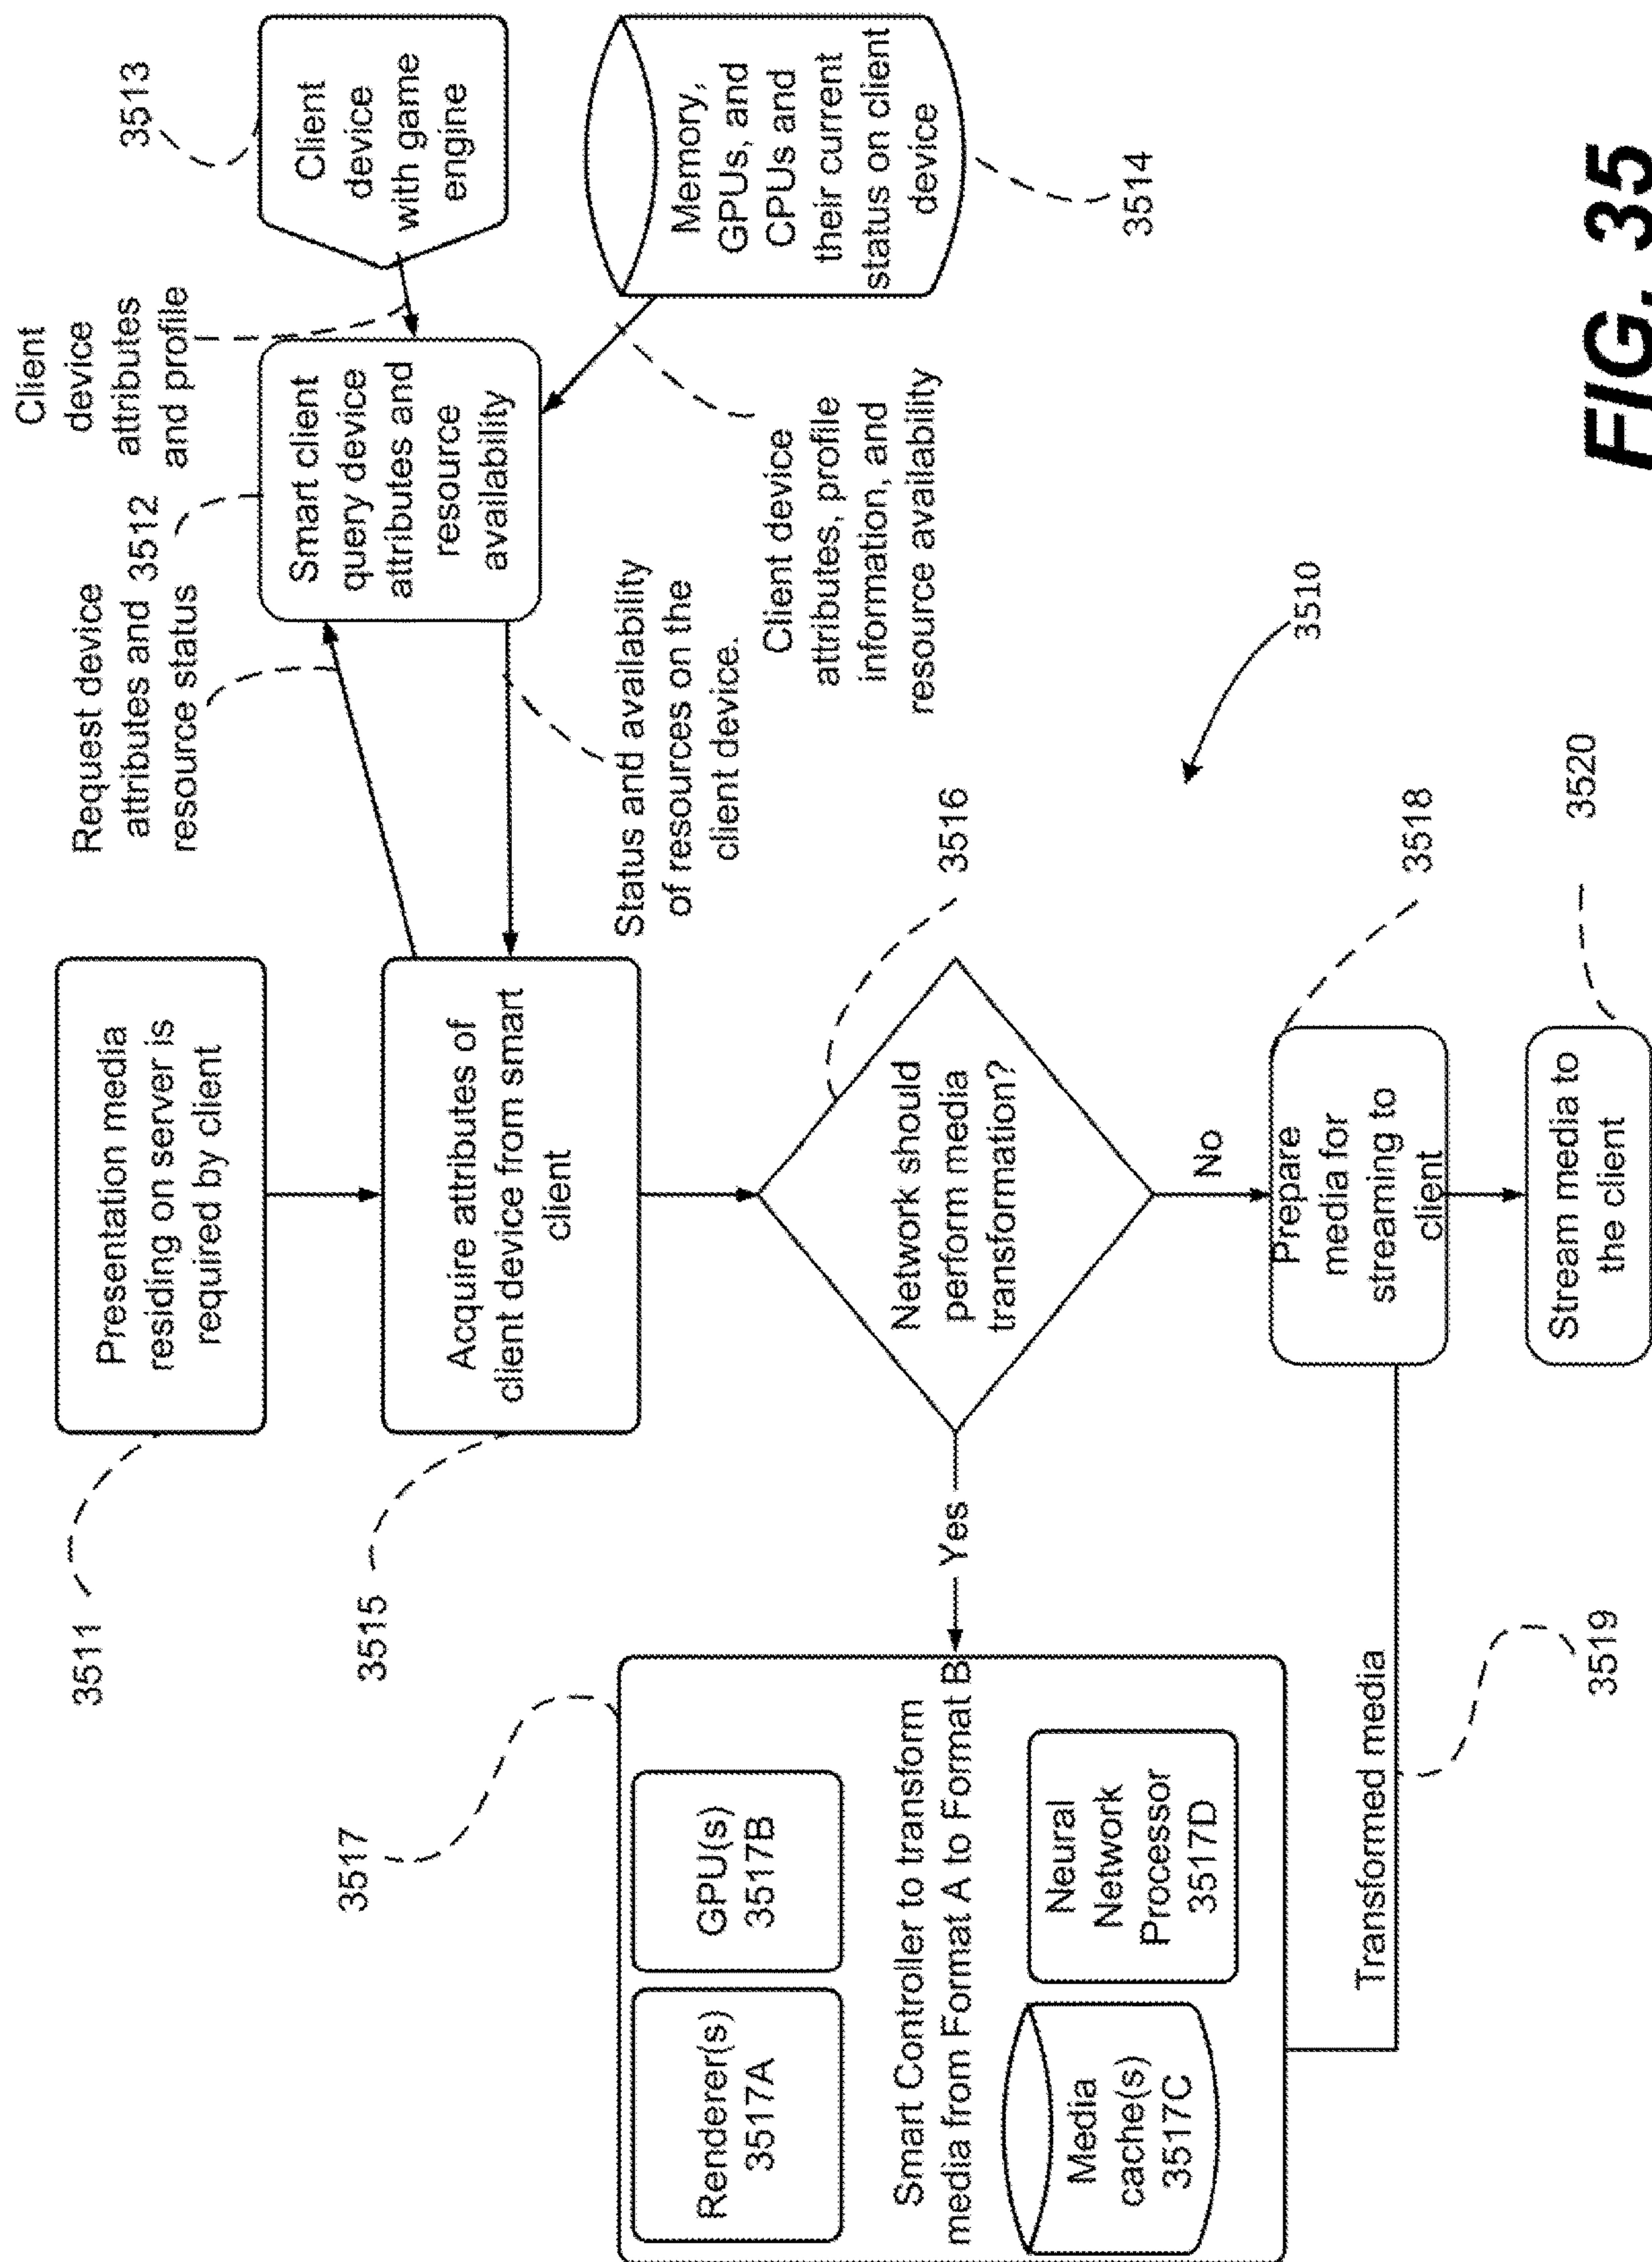 3511
Presentation media
residing on server is
required by client
Request device
attributes and
resource status
3512
Client
device
attributes
and profile
3513
Client
device
with game
engine
3515
Acquire attributes of
client device from smart
client
Smart client
query device
attributes and
resource
availability
Status and availability
of resources on the
client device.
Memory,
GPUs, and
CPUs and
their current
status on client
device
3514
Client device
attributes, profile
information, and
resource availability
3517
Renderer(s)
3517A
GPU(s)
3517B
Smart Controller to transform
media from Format A to Format B
Media
cache(s)
3517C
Neural
Network
Processor
3517D
Yes
Network should
perform media
transformation?
3516
3510
No
Transformed media
3519
Prepare
media for
streaming to
client
3518
Stream media to
the client
3520
FIG. 35